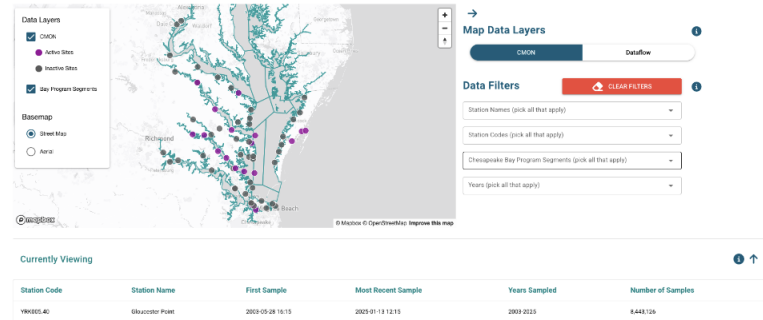 Data Layers
CMON
Active Sites
Inactive Sites
Bay Program Segments
Basemap
Street Map
Aerial
Alexandria
Richmond
Beach
mapbox
© Mapbox © OpenStreetMap Improve this map
Map Data Layers
CMON
Dataflow
Data Filters
CLEAR FILTERS
Station Names (pick all that apply)
Station Codes (pick all that apply)
Chesapeake Bay Program Segments (pick all that apply)
Years (pick all that apply)
Currently Viewing
Station Code Station Name First Sample Most Recent Sample Years Sampled Number of Samples
YRK005.40 Gloucester Point 2003-05-28 16:15 2025-01-13 12:15 2003-2025 8,443,126